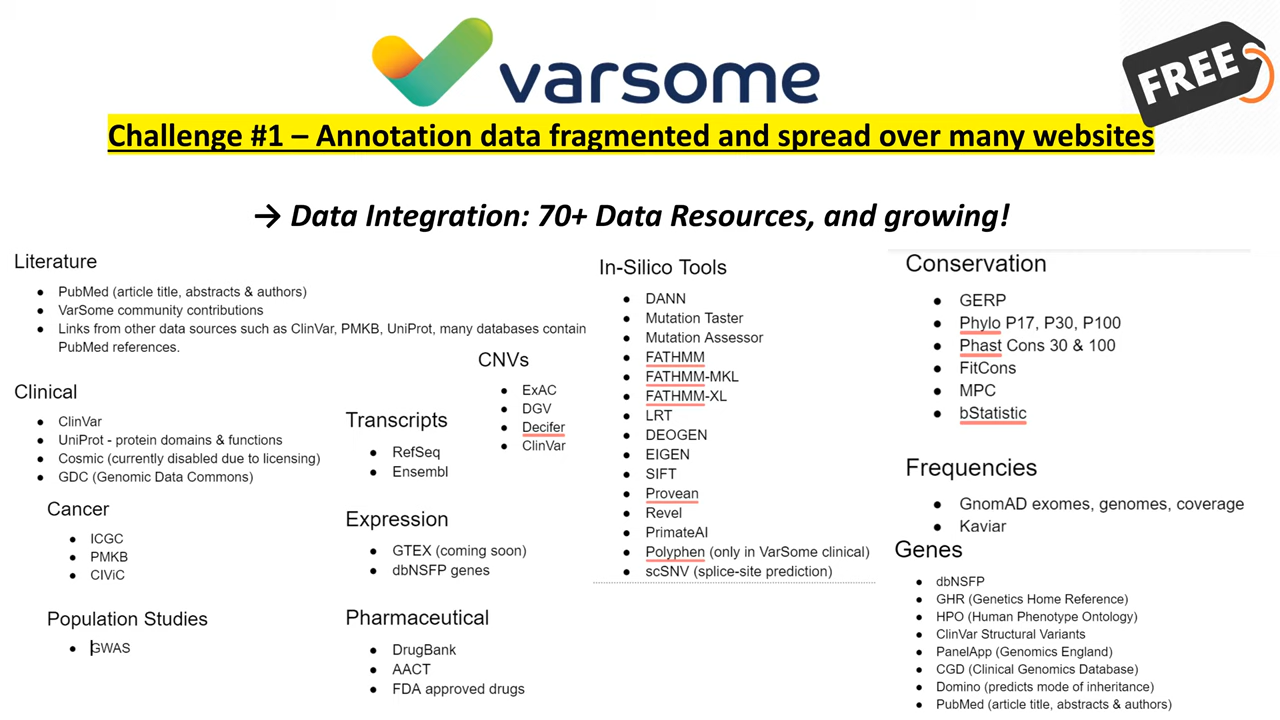 varsome
FREE
Challenge #1 – Annotation data fragmented and spread over many websites
→ Data Integration: 70+ Data Resources, and growing!
Literature
● PubMed (article title, abstracts & authors)
● VarSome community contributions
● Links from other data sources such as ClinVar, PMKB, UniProt, many databases contain
PubMed references.
Clinical
● ClinVar
● UniProt - protein domains & functions
● Cosmic (currently disabled due to licensing)
● GDC (Genomic Data Commons)
Cancer
● ICGC
● PMKB
● CIViC
Population Studies
● GWAS
CNVs
● ExAC
● DGV
● Decifer
● ClinVar
Transcripts
● RefSeq
● Ensembl
Expression
● GTEX (coming soon)
● dbNSFP genes
Pharmaceutical
● DrugBank
● AACT
● FDA approved drugs
In-Silico Tools
● DANN
● Mutation Taster
● Mutation Assessor
● FATHMM
● FATHMM-MKL
● FATHMM-XL
● LRT
● DEOGEN
● EIGEN
● SIFT
● Provean
● Revel
● PrimateAI
● Polyphen (only in VarSome clinical)
● scSNV (splice-site prediction)
Conservation
● GERP
● Phylo P17, P30, P100
● Phast Cons 30 & 100
● FitCons
● MPC
● bStatistic
Frequencies
● GnomAD exomes, genomes, coverage
● Kaviar
Genes
● dbNSFP
● GHR (Genetics Home Reference)
● HPO (Human Phenotype Ontology)
● ClinVar Structural Variants
● PanelApp (Genomics England)
● CGD (Clinical Genomics Database)
● Domino (predicts mode of inheritance)
● PubMed (article title, abstracts & authors)